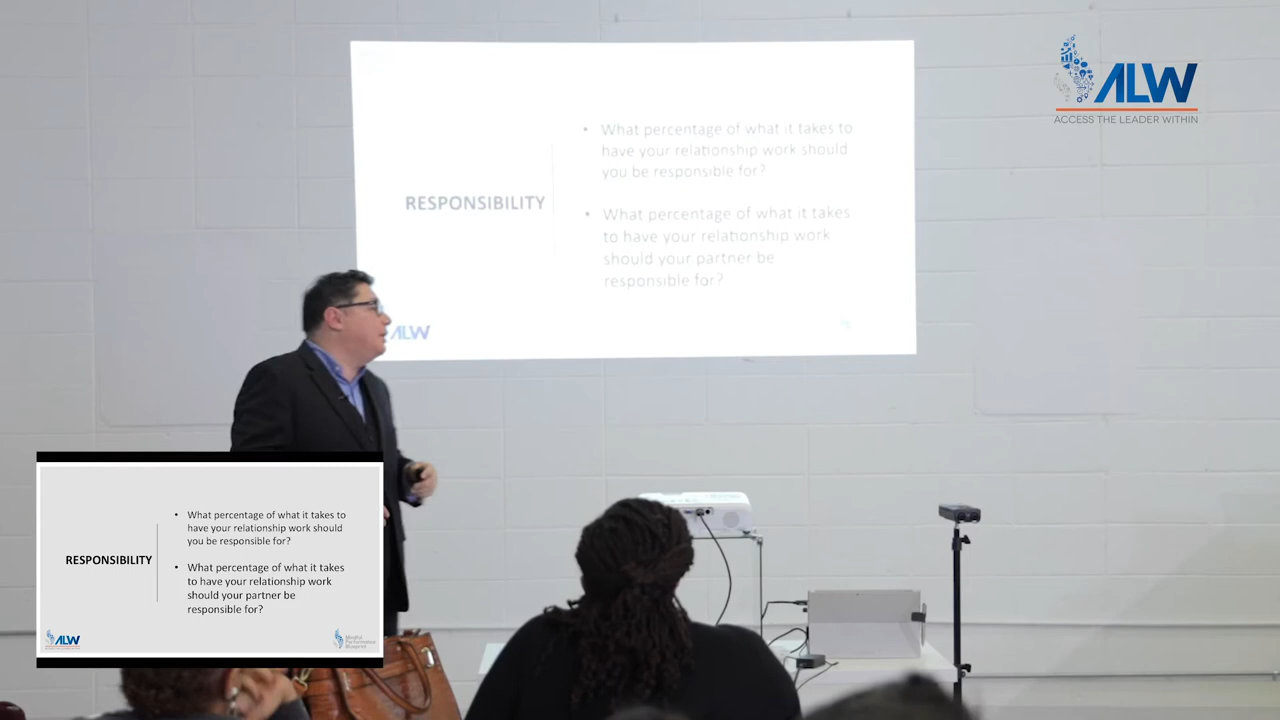 ALW
ACCESS THE LEADER WITHIN
RESPONSIBILITY
• What percentage of what it takes to
have your relationship work should
you be responsible for?
• What percentage of what it takes
to have your relationship work
should your partner be
responsible for?
ALW
RESPONSIBILITY
• What percentage of what it takes to
have your relationship work should
you be responsible for?
• What percentage of what it takes
to have your relationship work
should your partner be
responsible for?
ALW
Mindful
Performance
Blueprint